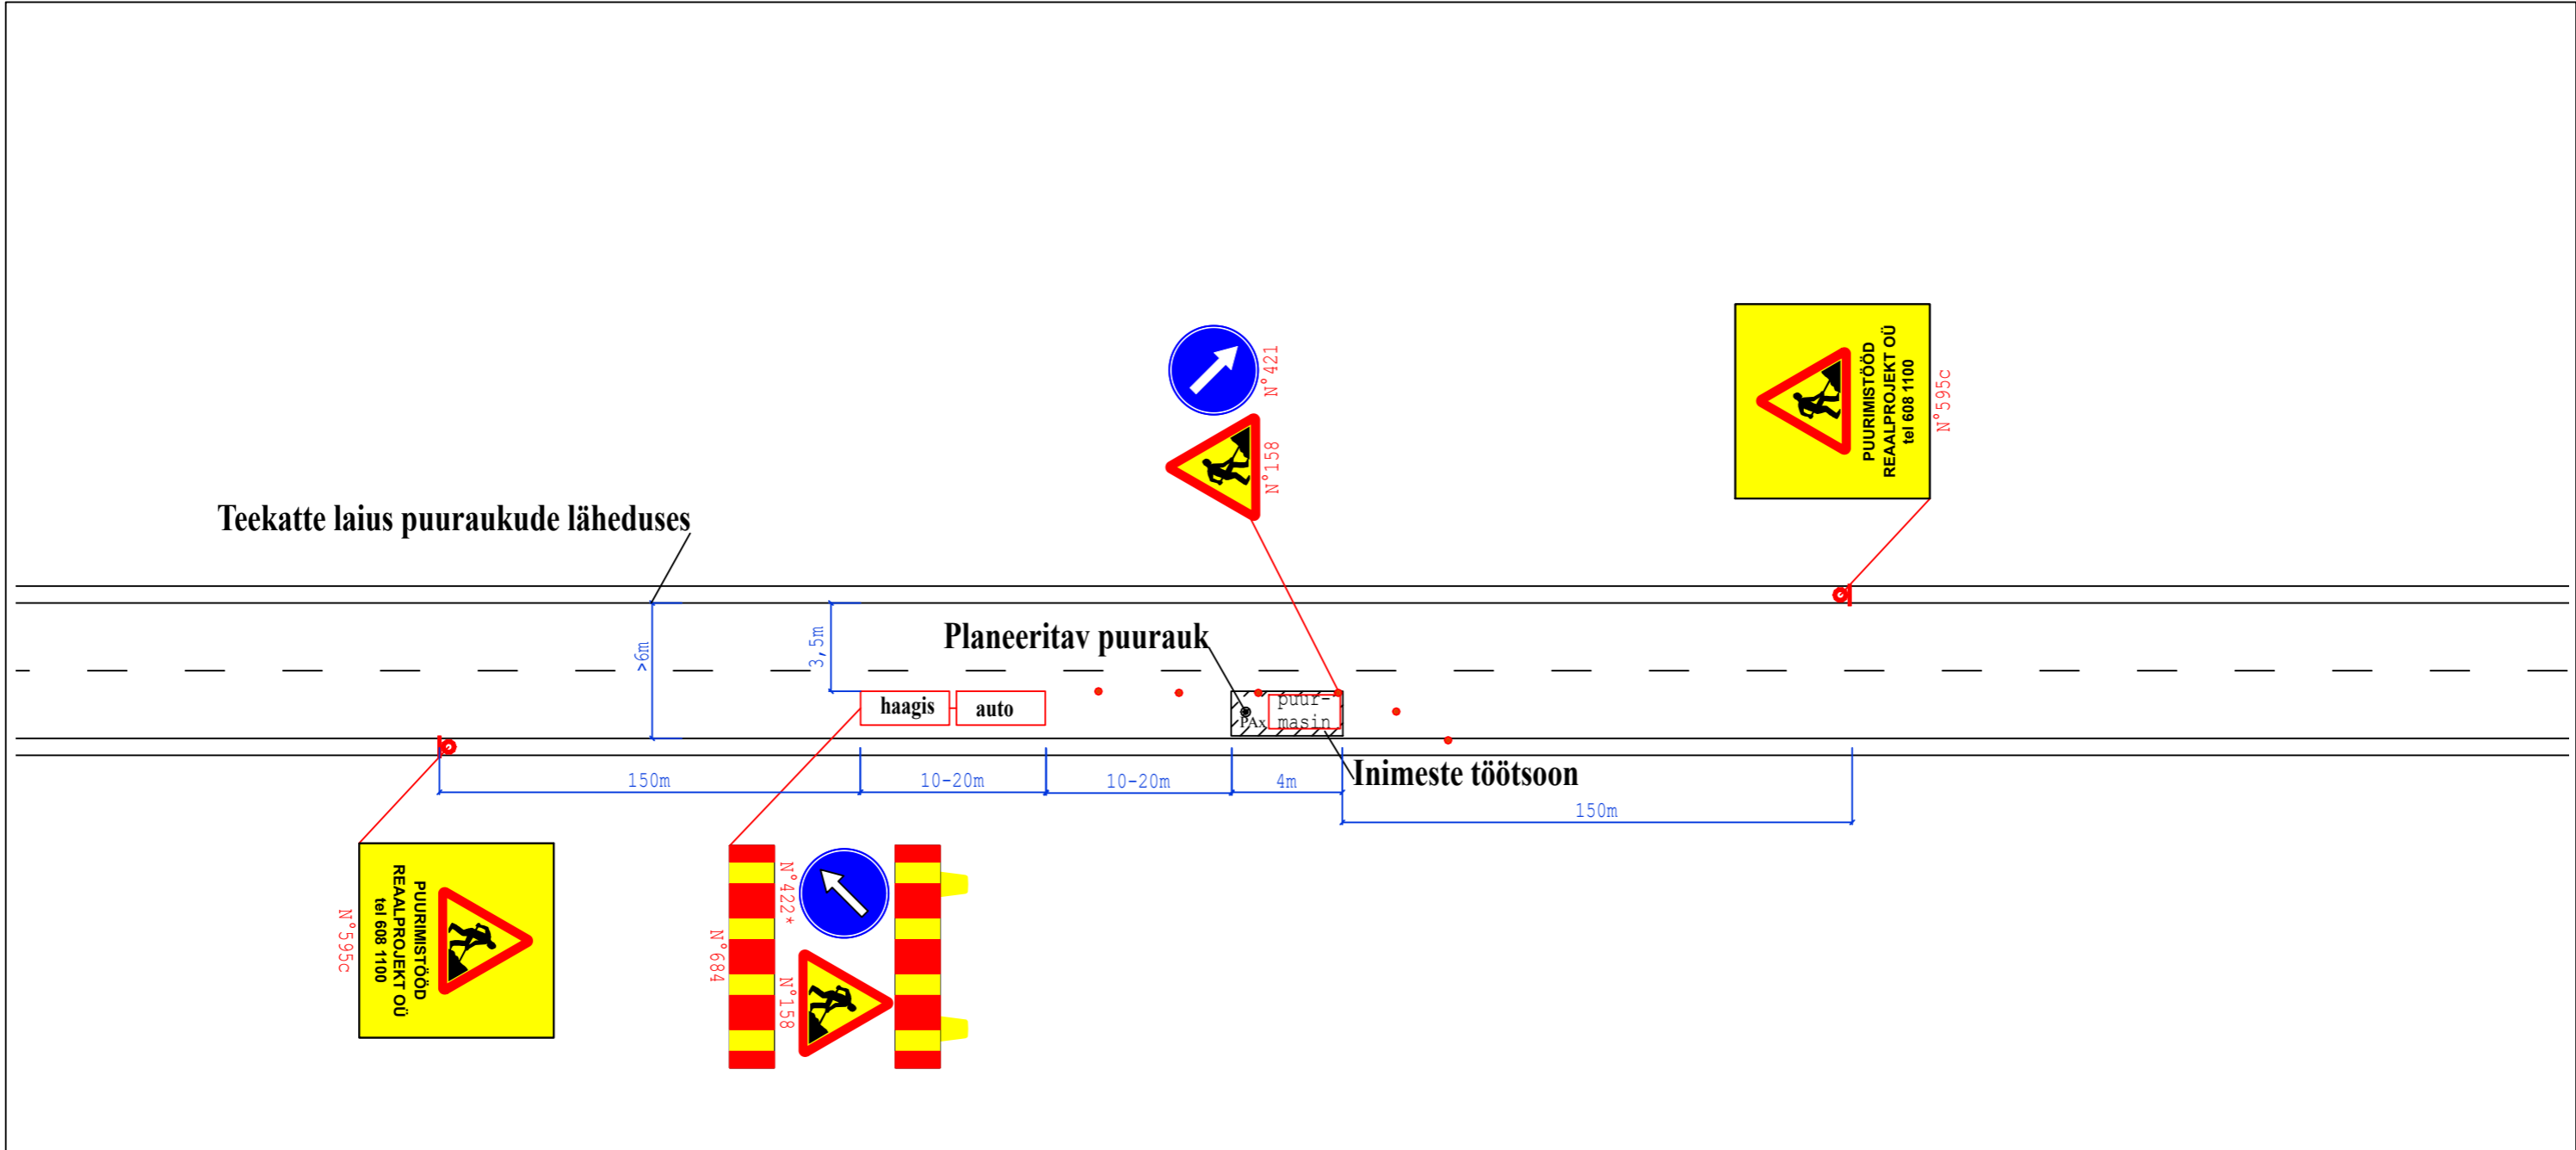 N°421
N°158
PUURIMISTÖÖD
REAALPROJEKT OÜ
tel 608 1100
N°595c
Teekatte laius puuraukude läheduses
>6m
3,5m
Planeeritav puurauk
haagis
auto
PAx
puur-
masin
Inimeste töötsoon
150m
10-20m
10-20m
4m
150m
PUURIMISTÖÖD
REAALPROJEKT OÜ
tel 608 1100
N°595c
N°422*
N°684
N°158